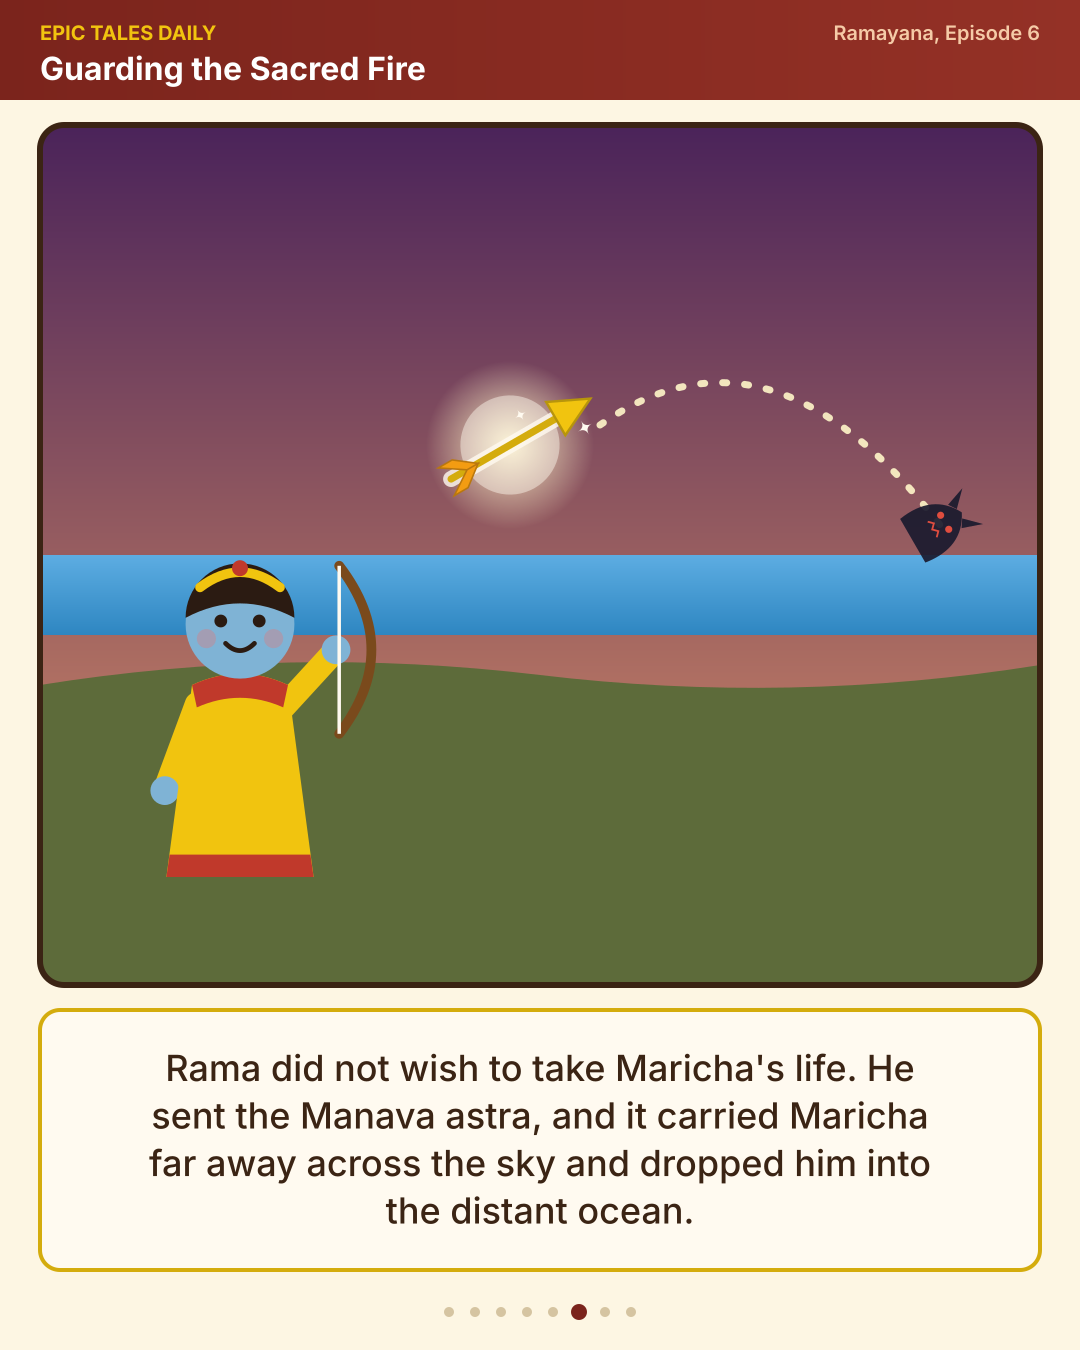 EPIC TALES DAILY
Ramayana, Episode 6
Guarding the Sacred Fire
Rama did not wish to take Maricha's life. He
sent the Manava astra, and it carried Maricha
far away across the sky and dropped him into
the distant ocean.